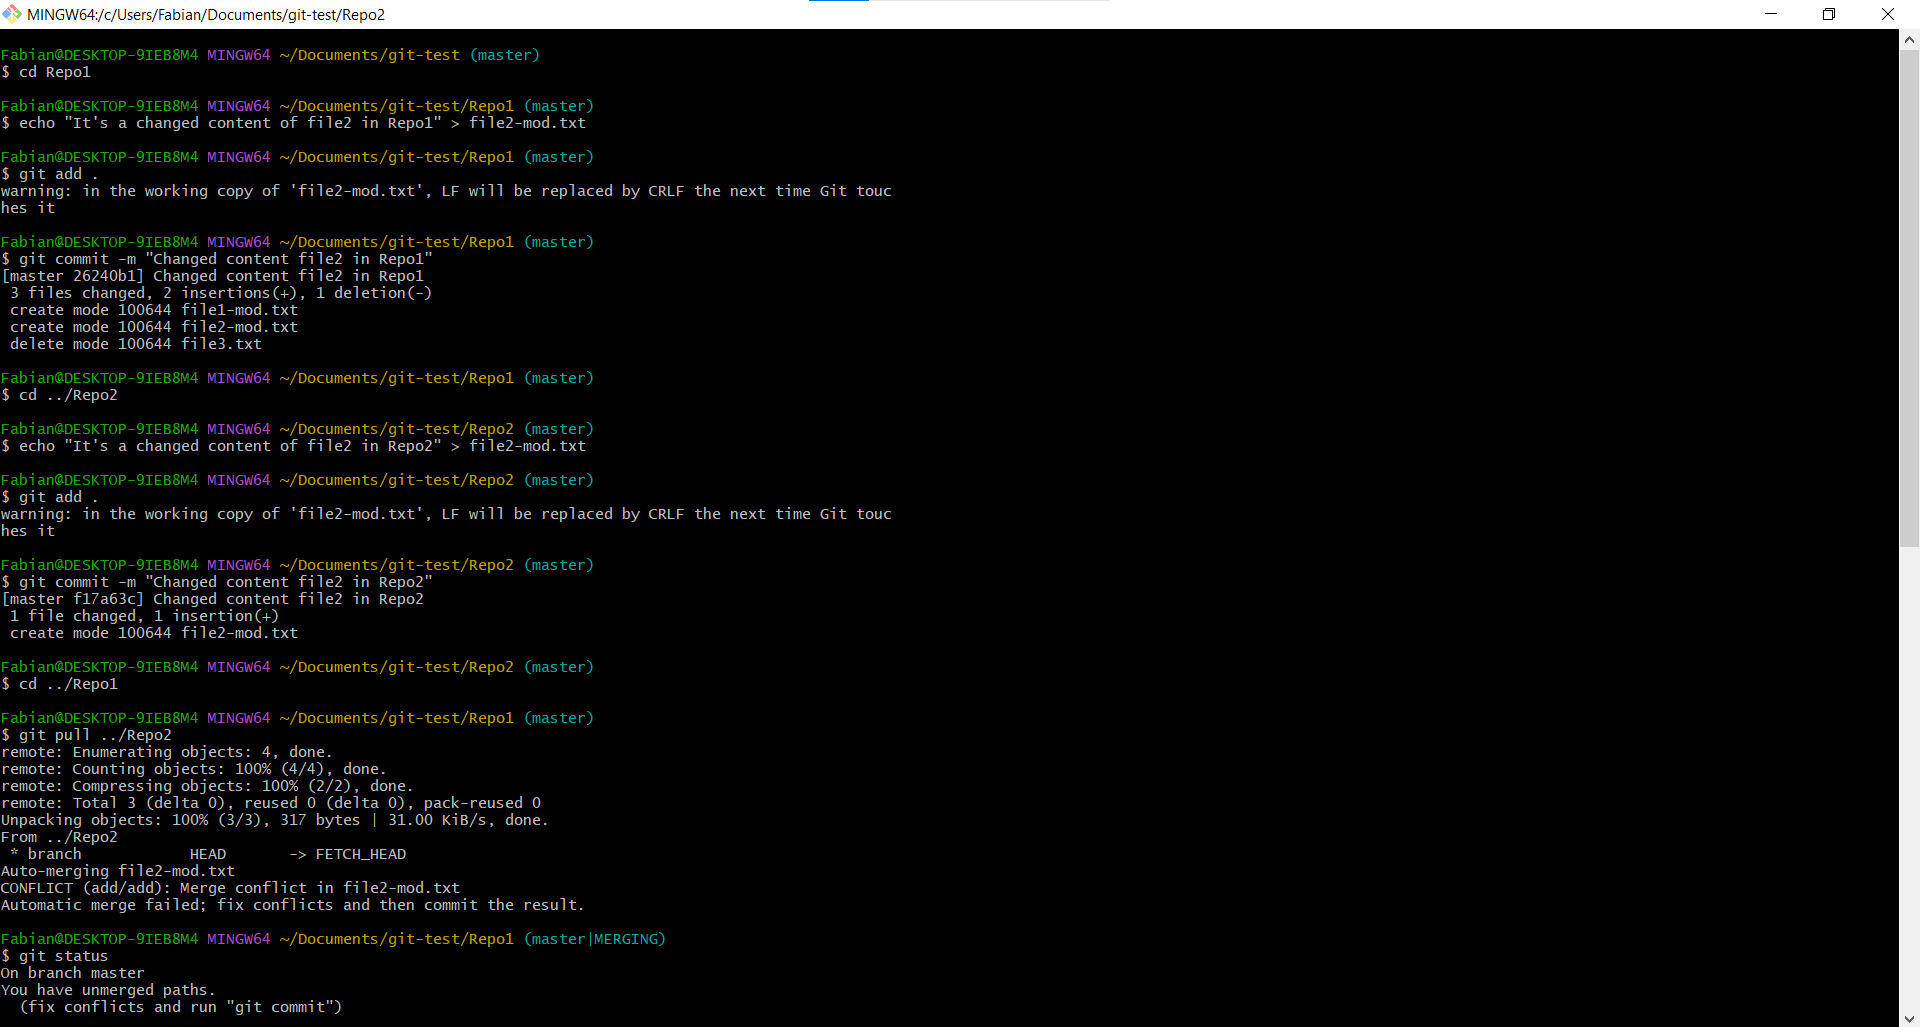 MINGW64:/c/Users/Fabian/Documents/git-test/Repo2
Fabian@DESKTOP-9IEB8M4 MINGW64 ~/Documents/git-test (master)
$ cd Repo1
Fabian@DESKTOP-9IEB8M4 MINGW64 ~/Documents/git-test/Repo1 (master)
$ echo "It's a changed content of file2 in Repo1" > file2-mod.txt
Fabian@DESKTOP-9IEB8M4 MINGW64 ~/Documents/git-test/Repo1 (master)
$ git add .
warning: in the working copy of 'file2-mod.txt', LF will be replaced by CRLF the next time Git touc
hes it
Fabian@DESKTOP-9IEB8M4 MINGW64 ~/Documents/git-test/Repo1 (master)
$ git commit -m "Changed content file2 in Repo1"
[master 26240b1] Changed content file2 in Repo1
 3 files changed, 2 insertions(+), 1 deletion(-)
 create mode 100644 file1-mod.txt
 create mode 100644 file2-mod.txt
 delete mode 100644 file3.txt
Fabian@DESKTOP-9IEB8M4 MINGW64 ~/Documents/git-test/Repo1 (master)
$ cd ../Repo2
Fabian@DESKTOP-9IEB8M4 MINGW64 ~/Documents/git-test/Repo2 (master)
$ echo "It's a changed content of file2 in Repo2" > file2-mod.txt
Fabian@DESKTOP-9IEB8M4 MINGW64 ~/Documents/git-test/Repo2 (master)
$ git add .
warning: in the working copy of 'file2-mod.txt', LF will be replaced by CRLF the next time Git touc
hes it
Fabian@DESKTOP-9IEB8M4 MINGW64 ~/Documents/git-test/Repo2 (master)
$ git commit -m "Changed content file2 in Repo2"
[master f17a63c] Changed content file2 in Repo2
 1 file changed, 1 insertion(+)
 create mode 100644 file2-mod.txt
Fabian@DESKTOP-9IEB8M4 MINGW64 ~/Documents/git-test/Repo2 (master)
$ cd ../Repo1
Fabian@DESKTOP-9IEB8M4 MINGW64 ~/Documents/git-test/Repo1 (master)
$ git pull ../Repo2
remote: Enumerating objects: 4, done.
remote: Counting objects: 100% (4/4), done.
remote: Compressing objects: 100% (2/2), done.
remote: Total 3 (delta 0), reused 0 (delta 0), pack-reused 0
Unpacking objects: 100% (3/3), 317 bytes | 31.00 KiB/s, done.
From ../Repo2
 * branch            HEAD       -> FETCH_HEAD
Auto-merging file2-mod.txt
CONFLICT (add/add): Merge conflict in file2-mod.txt
Automatic merge failed; fix conflicts and then commit the result.
Fabian@DESKTOP-9IEB8M4 MINGW64 ~/Documents/git-test/Repo1 (master|MERGING)
$ git status
On branch master
You have unmerged paths.
  (fix conflicts and run "git commit")